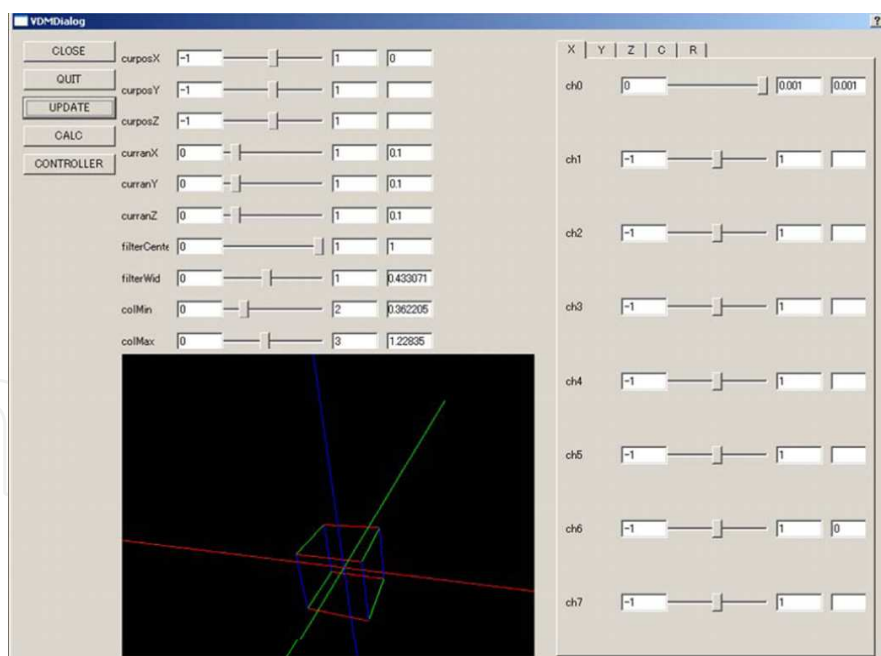 VDMDialog ?
CLOSE
QUIT
UPDATE
CALC
CONTROLLER
curposX -1 1 0
curposY -1 1
curposZ -1 1
curranX 0 1 0.1
curranY 0 1 0.1
curranZ 0 1 0.1
filterCente 0 1 1
filterWid 0 1 0.433071
colMin 0 2 0.362205
colMax 0 3 1.22835
X Y Z C R
ch0 0 0.001 0.001
ch1 -1 1
ch2 -1 1
ch3 -1 1
ch4 -1 1
ch5 -1 1
ch6 -1 1 0
ch7 -1 1